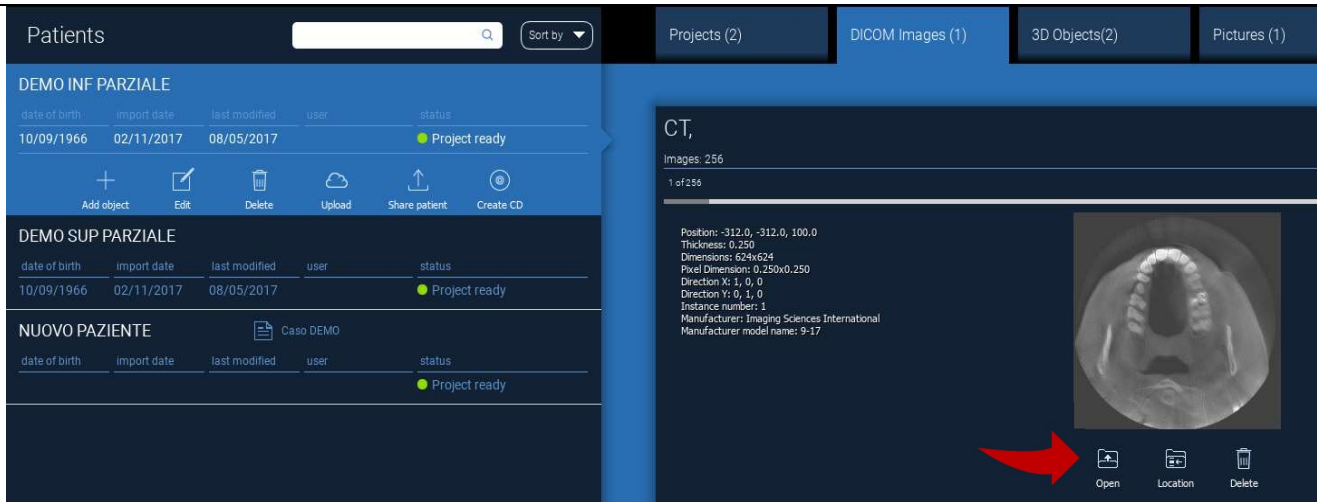 Patients
Sort by
DEMO INF PARZIALE
date of birth import date last modified user status
10/09/1966 02/11/2017 08/05/2017 Project ready
Add object Edit Delete Upload Share patient Create CD
DEMO SUP PARZIALE
date of birth import date last modified user status
10/09/1966 02/11/2017 08/05/2017 Project ready
NUOVO PAZIENTE Caso DEMO
date of birth import date last modified user status
Project ready
Projects (2) DICOM Images (1) 3D Objects(2) Pictures (1)
CT,
Images: 256
1 of 256
Position: -312.0, -312.0, 100.0
Thickness: 0.250
Dimensions: 624x624
Pixel Dimension: 0.250x0.250
Direction X: 1, 0, 0
Direction Y: 0, 1, 0
Instance number: 1
Manufacturer: Imaging Sciences International
Manufacturer model name: 9-17
Open Location Delete